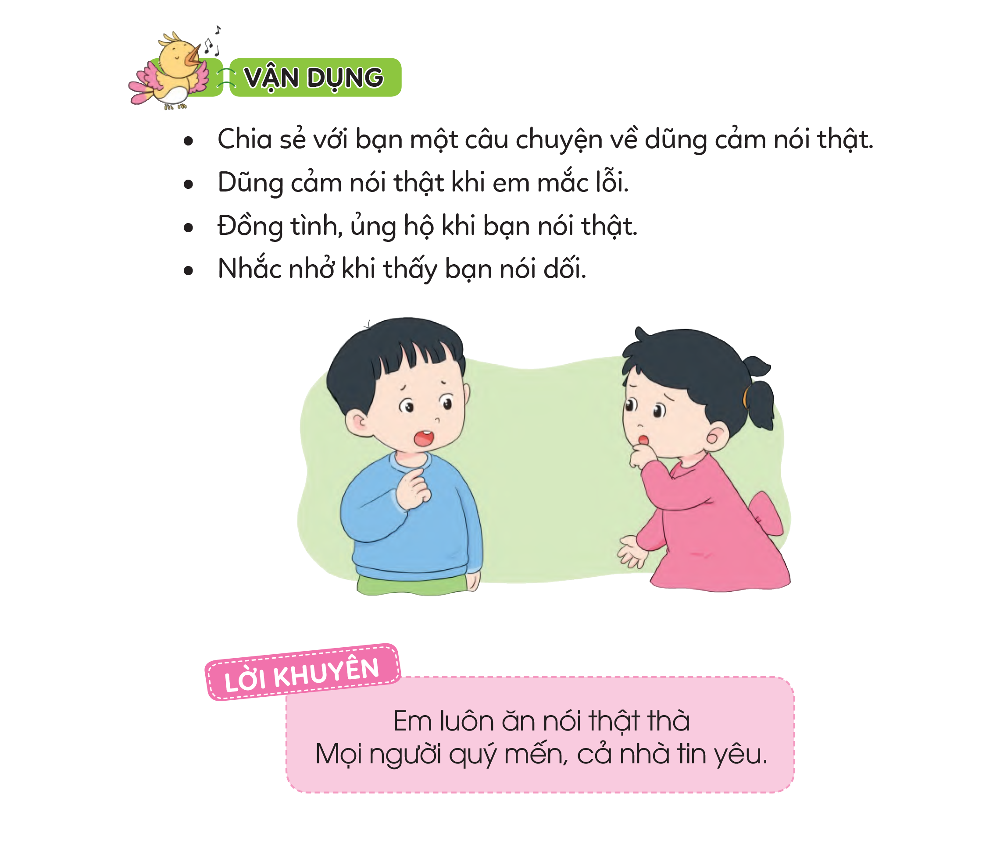 VẬN DỤNG
• Chia sẻ với bạn một câu chuyện về dũng cảm nói thật.
• Dũng cảm nói thật khi em mắc lỗi.
• Đồng tình, ủng hộ khi bạn nói thật.
• Nhắc nhở khi thấy bạn nói dối.
LỜI KHUYÊN
Em luôn ăn nói thật thà
Mọi người quý mến, cả nhà tin yêu.